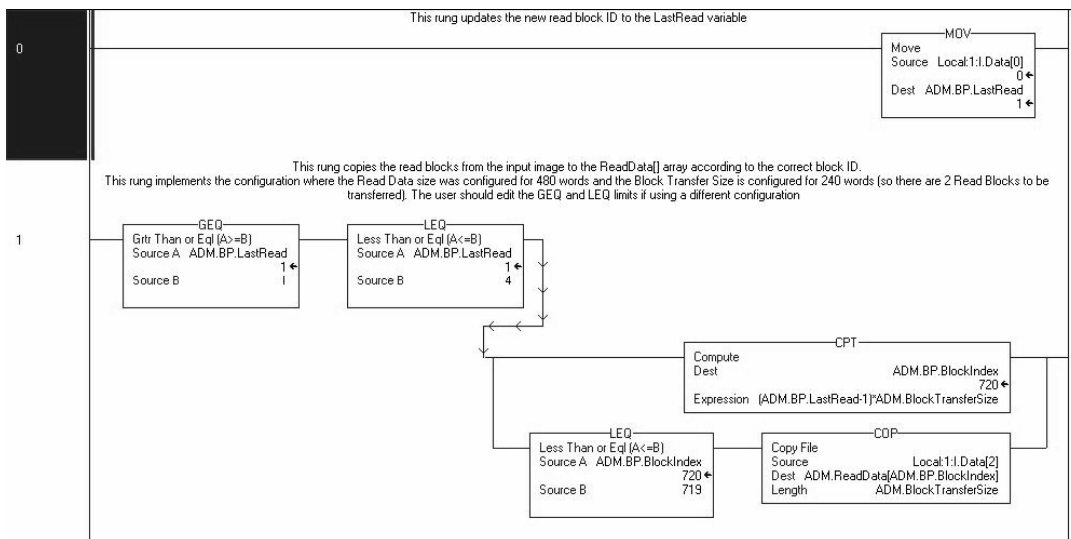 This rung updates the new read block ID to the LastRead variable
MOV
0
Move
Source Local:1:I.Data[0]
0
Dest ADM.BP.LastRead
1
This rung copies the read blocks from the input image to the ReadData[] array according to the correct block ID.
This rung implements the configuration where the Read Data size was configured for 480 words and the Block Transfer Size is configured for 240 words (so there are 2 Read Blocks to be
transferred). The user should edit the GEQ and LEQ limits if using a different configuration
GEQ
LEQ
1
Grtr Than or Eql (A>=B)
Source A ADM.BP.LastRead
1
Source B I
Less Than or Eql (A<=B)
Source A ADM.BP.LastRead
1
Source B 4
CPT
Compute
Dest ADM.BP.BlockIndex
720
Expression (ADM.BP.LastRead-1)*ADM.BlockTransferSize
LEQ
Less Than or Eql (A<=B)
Source A ADM.BP.BlockIndex
720
Source B 719
COP
Copy File
Source Local:1:I.Data[2]
Dest ADM.ReadData[ADM.BP.BlockIndex]
Length ADM.BlockTransferSize